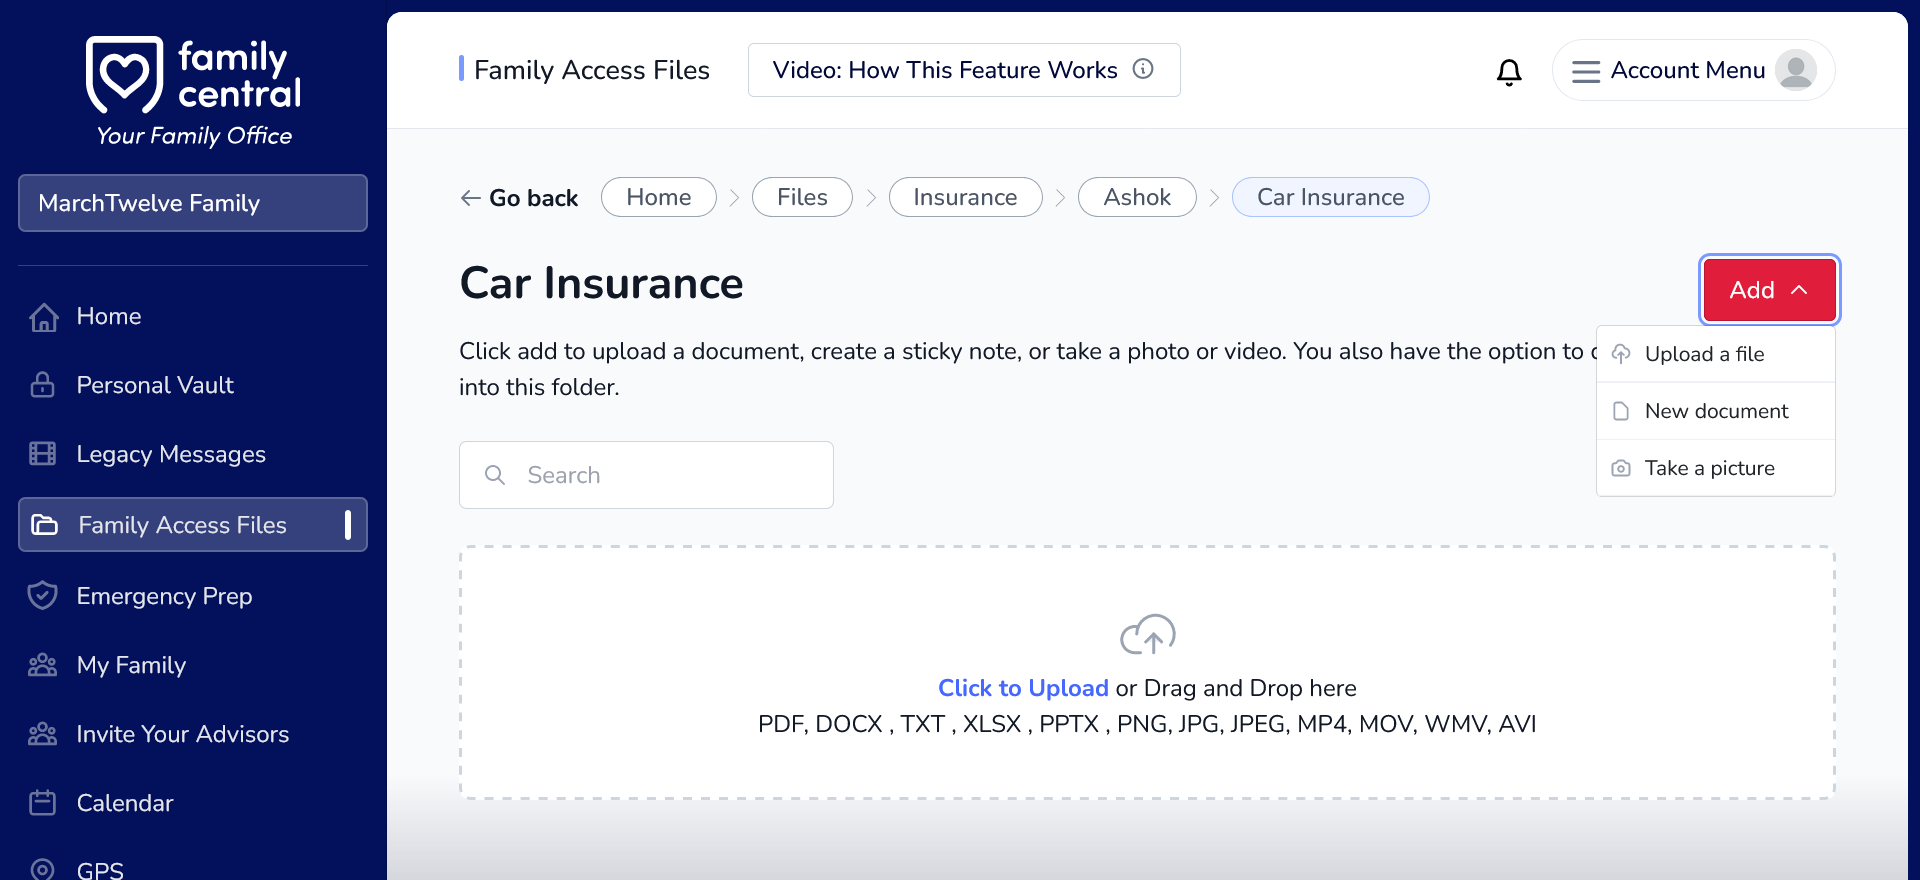 family
central
Your Family Office
MarchTwelve Family
Home
Personal Vault
Legacy Messages
Family Access Files
Emergency Prep
My Family
Invite Your Advisors
Calendar
GPS
Family Access Files
Video: How This Feature Works
Account Menu
Go back
Home
Files
Insurance
Ashok
Car Insurance
Car Insurance
Add
Click add to upload a document, create a sticky note, or take a photo or video. You also have the option to
into this folder.
Upload a file
New document
Take a picture
Search
Click to Upload or Drag and Drop here
PDF, DOCX , TXT , XLSX , PPTX , PNG, JPG, JPEG, MP4, MOV, WMV, AVI